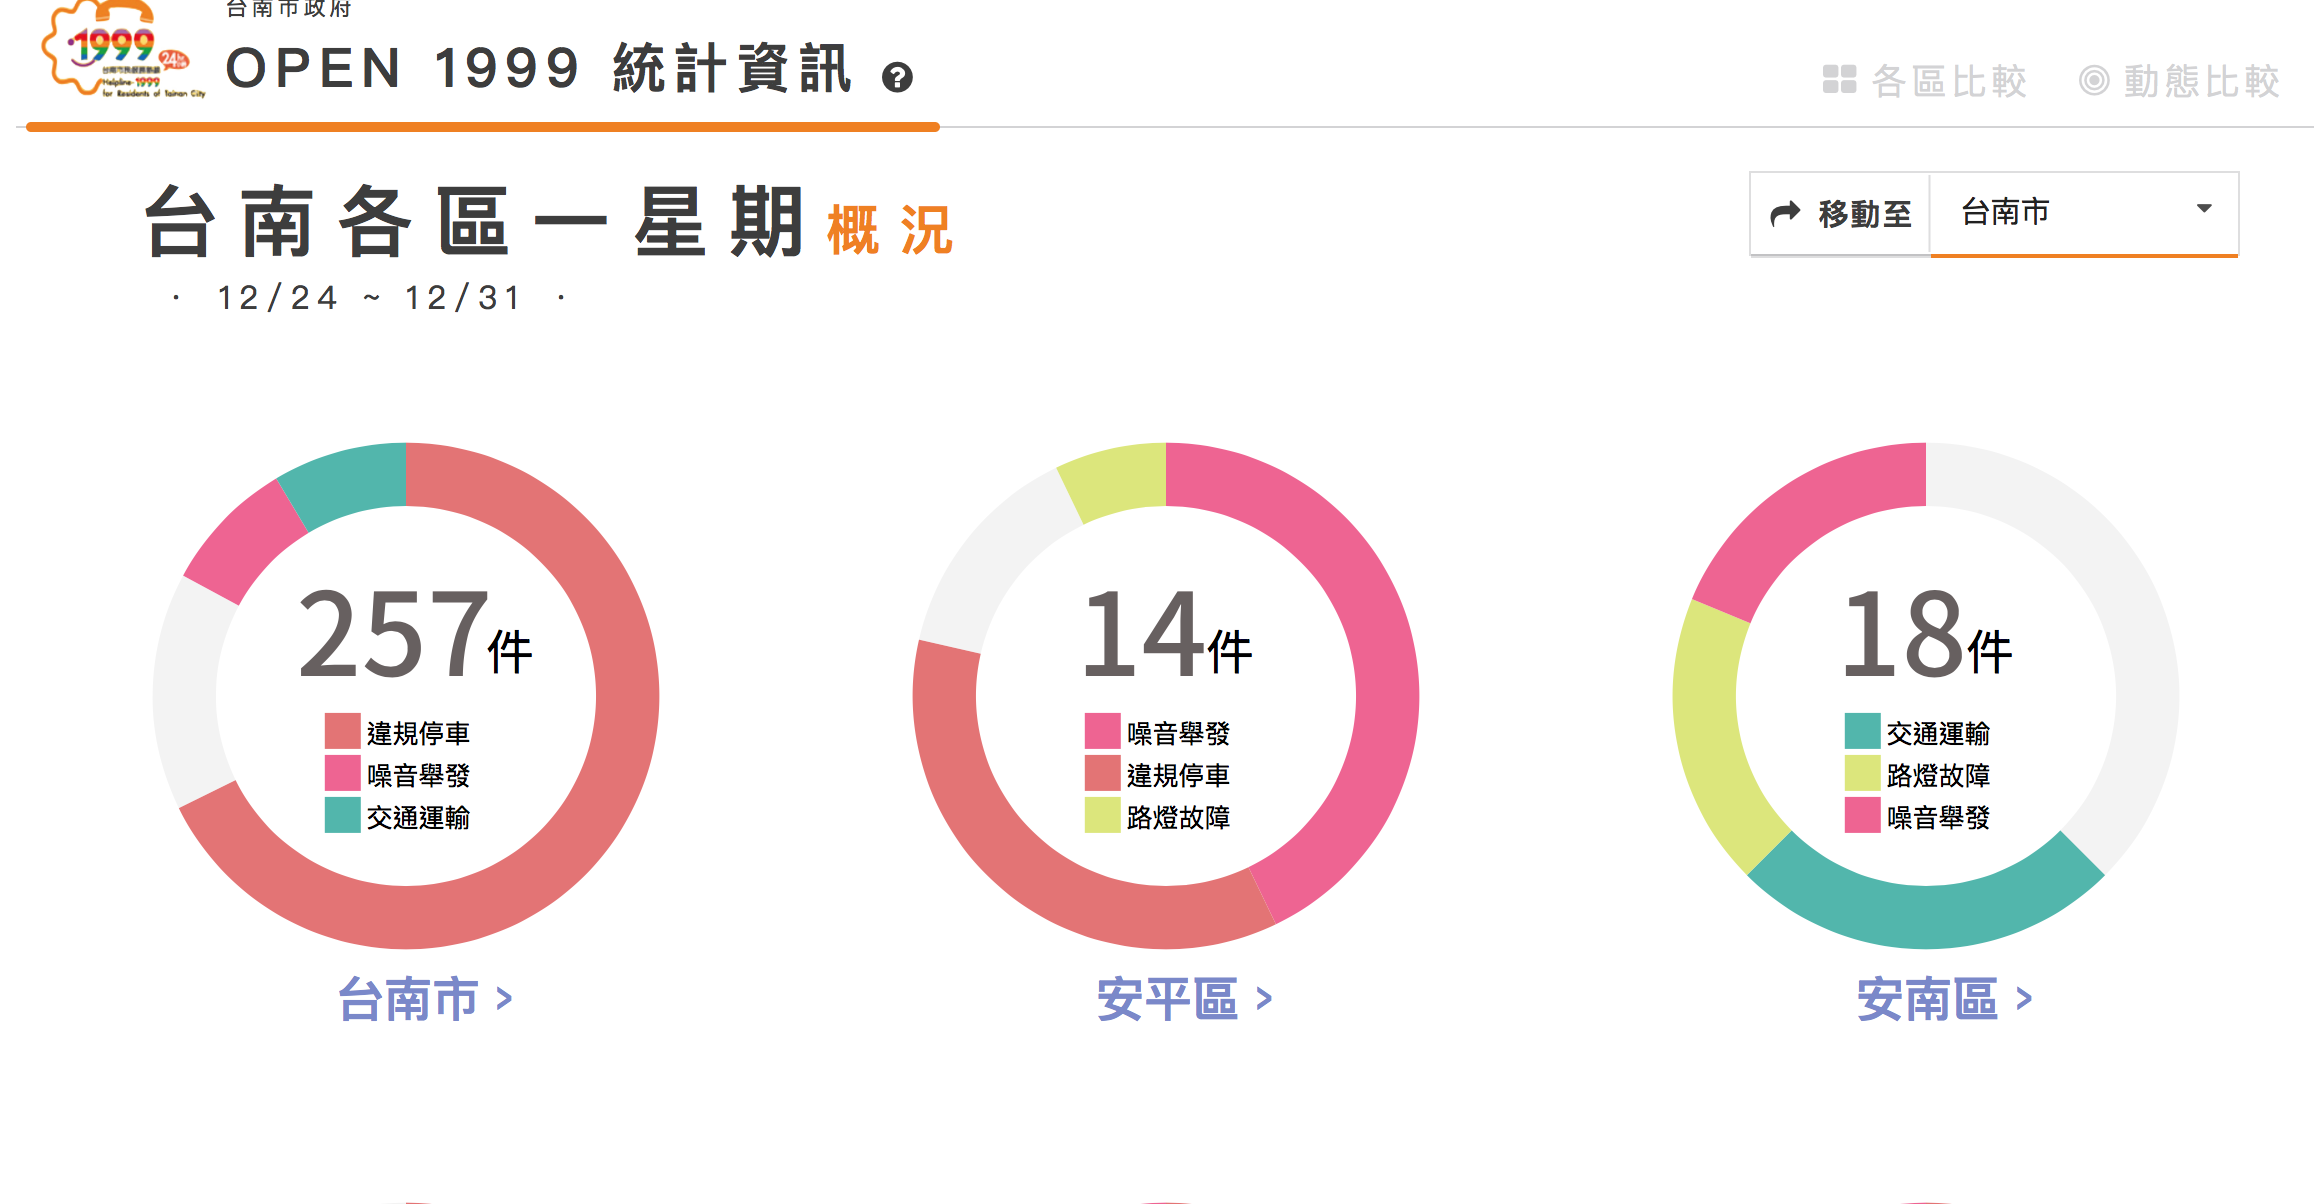 台南市政府
1999
24hr
台南市民服務熱線
Helpline-1999
for Residents of Tainan City
OPEN 1999 統計資訊 ?
各區比較 動態比較
台南各區一星期概況
移動至 台南市
· 12/24 ~ 12/31 ·
257件
違規停車
噪音舉發
交通運輸
台南市 >
14件
噪音舉發
違規停車
路燈故障
安平區 >
18件
交通運輸
路燈故障
噪音舉發
安南區 >